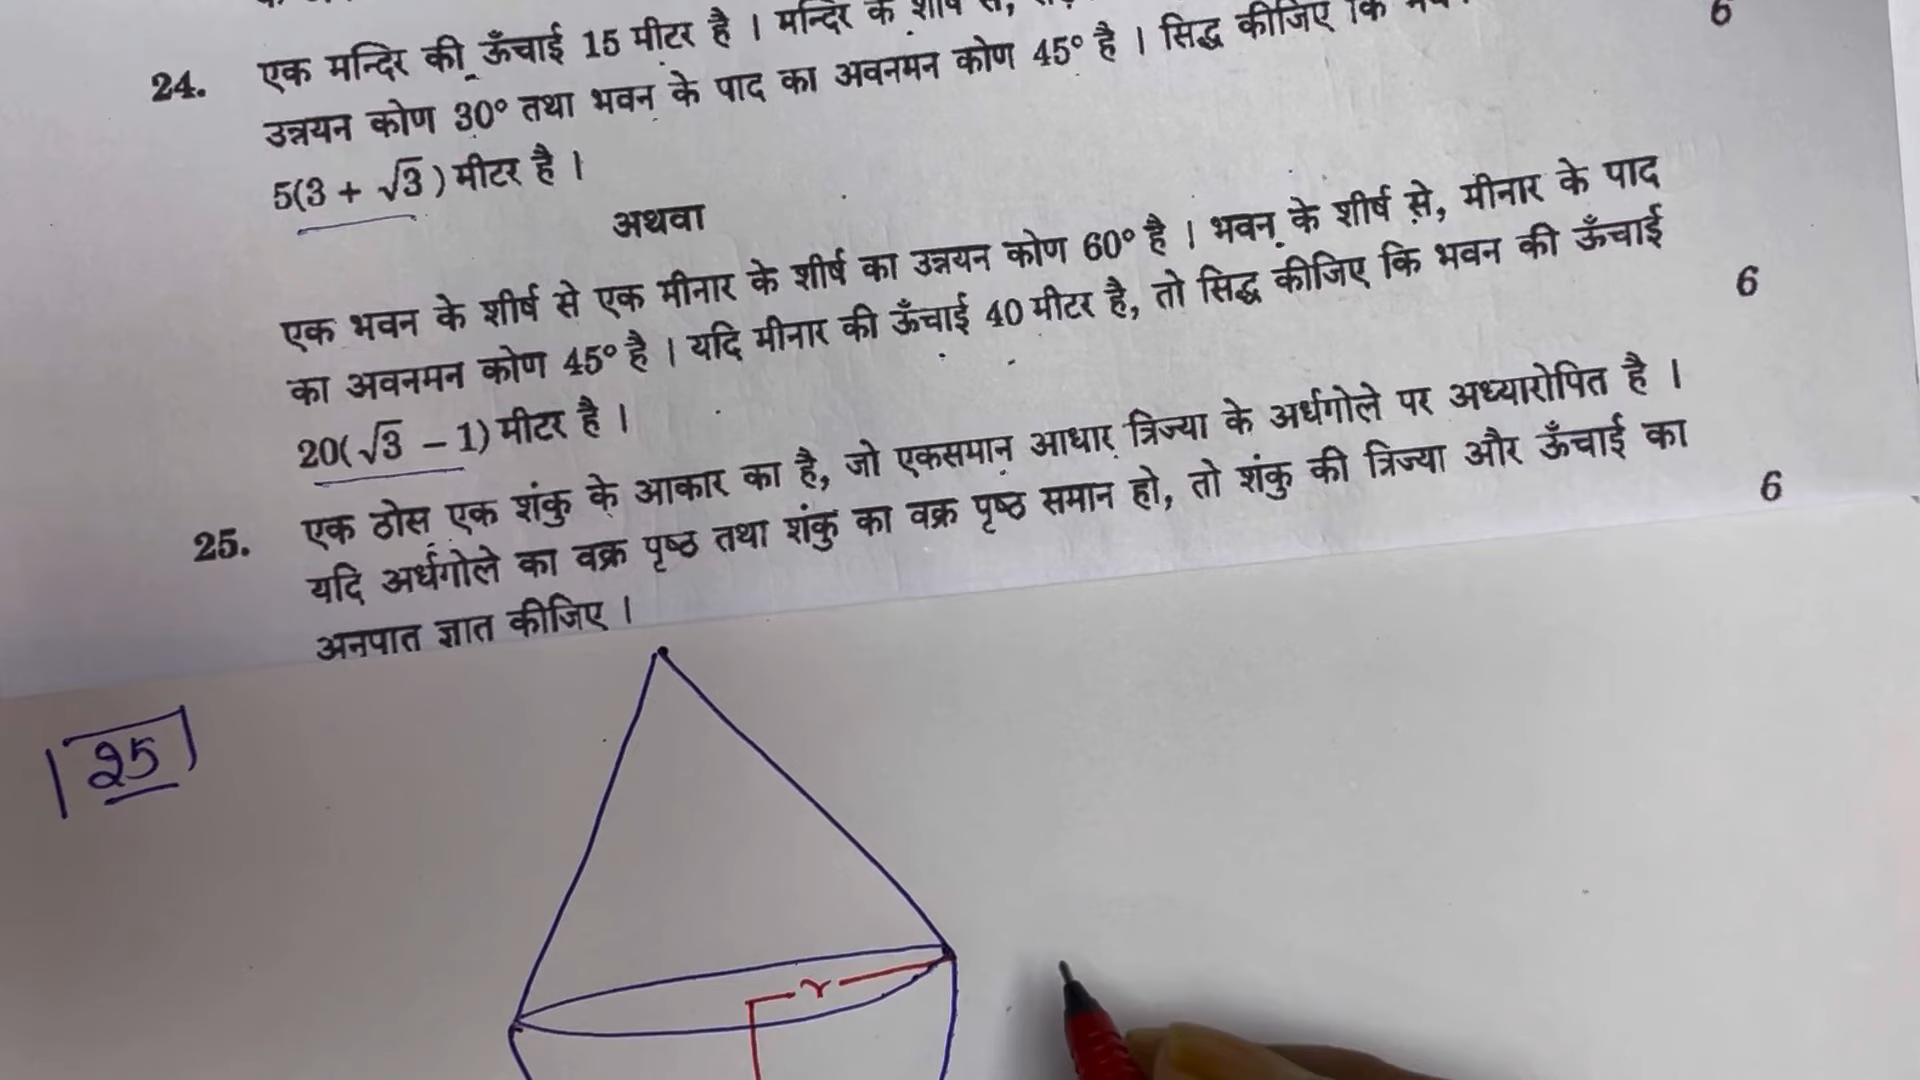 24. एक मन्दिर की ऊँचाई 15 मीटर है । मन्दिर के शीर्ष से,
उन्नयन कोण 30° तथा भवन के पाद का अवनमन कोण 45° है । सिद्ध कीजिए कि
6
5(3 + √3) मीटर है ।
अथवा
एक भवन के शीर्ष से एक मीनार के शीर्ष का उन्नयन कोण 60° है । भवन के शीर्ष से, मीनार के पाद
का अवनमन कोण 45° है । यदि मीनार की ऊँचाई 40 मीटर है, तो सिद्ध कीजिए कि भवन की ऊँचाई
20(√3 – 1) मीटर है ।
6
25. एक ठोस एक शंकु के आकार का है, जो एकसमान आधार त्रिज्या के अर्धगोले पर अध्यारोपित है ।
यदि अर्धगोले का वक्र पृष्ठ तथा शंकु का वक्र पृष्ठ समान हो, तो शंकु की त्रिज्या और ऊँचाई का
अनुपात ज्ञात कीजिए ।
6
25
r